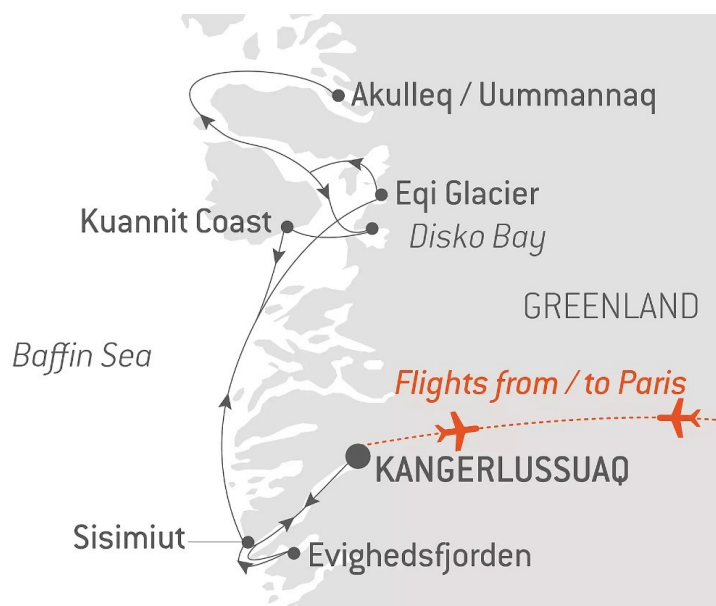 Akulleq / Uummannaq
Eqi Glacier
Kuannit Coast
Disko Bay
GREENLAND
Baffin Sea
Flights from / to Paris
KANGERLUSSUAQ
Sisimiut
Evighedsfjorden